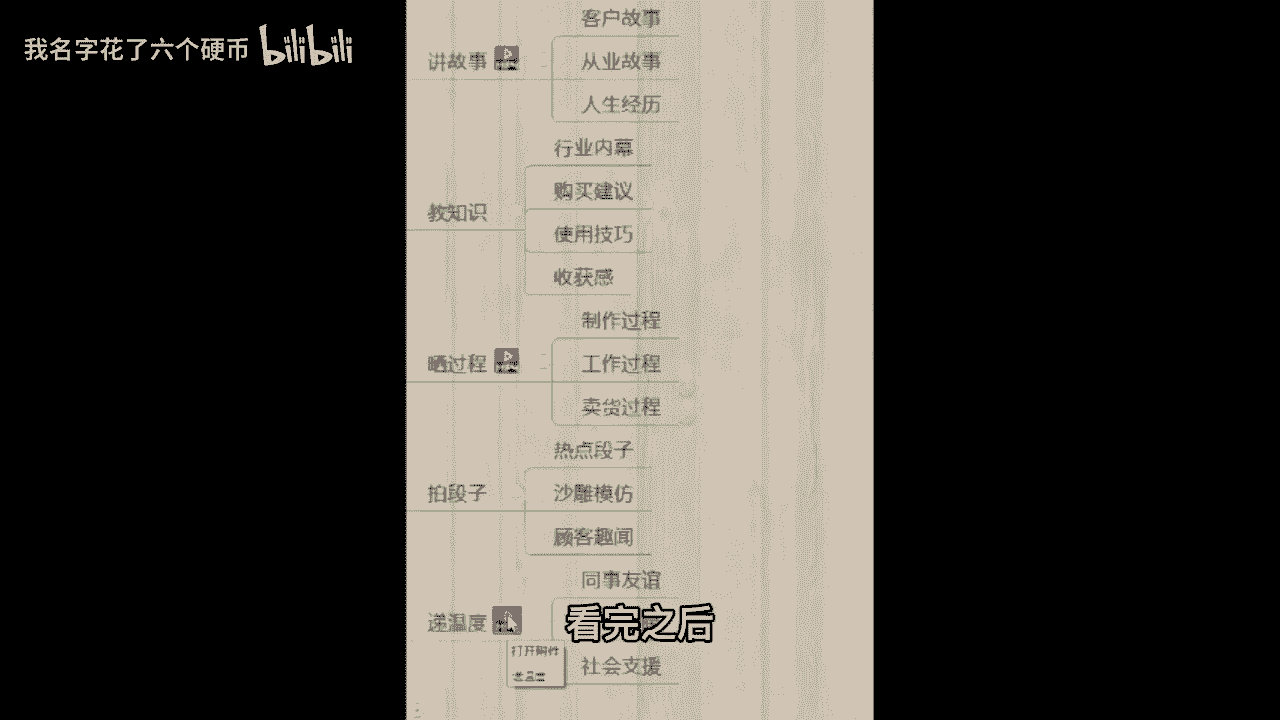 我名字花了六个硬币 bilibili
客户故事
讲故事
从业故事
人生经历
行业内幕
购买建议
教知识
使用技巧
收获感
制作过程
晒过程
工作过程
卖货过程
热点段子
拍段子
沙雕模仿
顾客趣闻
同事友谊
递温度
看完之后
打开附件
社会支援